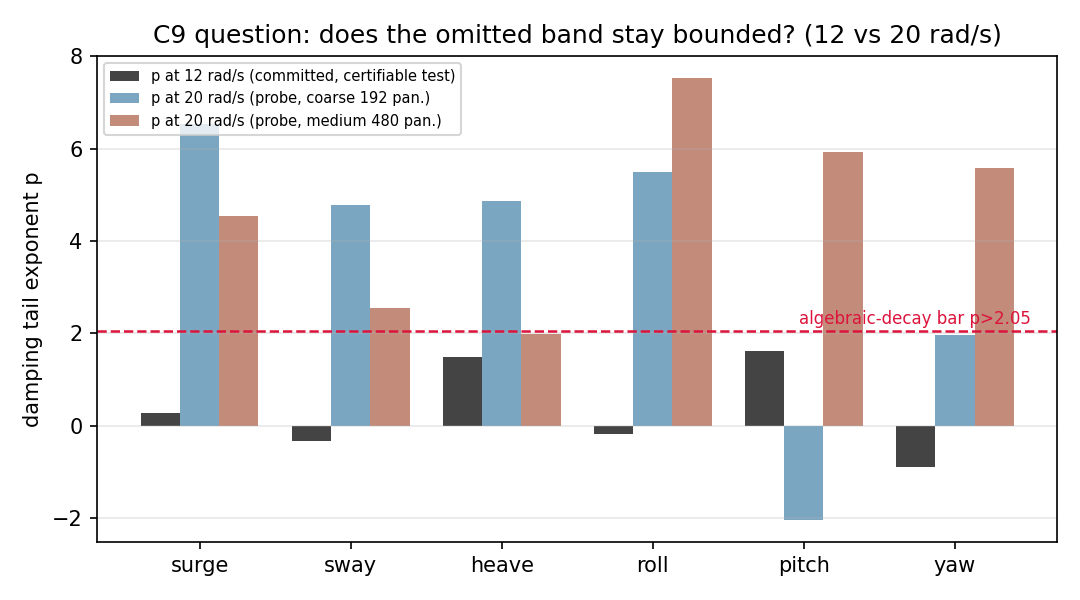 C9 question: does the omitted band stay bounded? (12 vs 20 rad/s)
p at 12 rad/s (committed, certifiable test)
p at 20 rad/s (probe, coarse 192 pan.)
p at 20 rad/s (probe, medium 480 pan.)
algebraic-decay bar p>2.05
damping tail exponent p
8
6
4
2
0
−2
surge sway heave roll pitch yaw